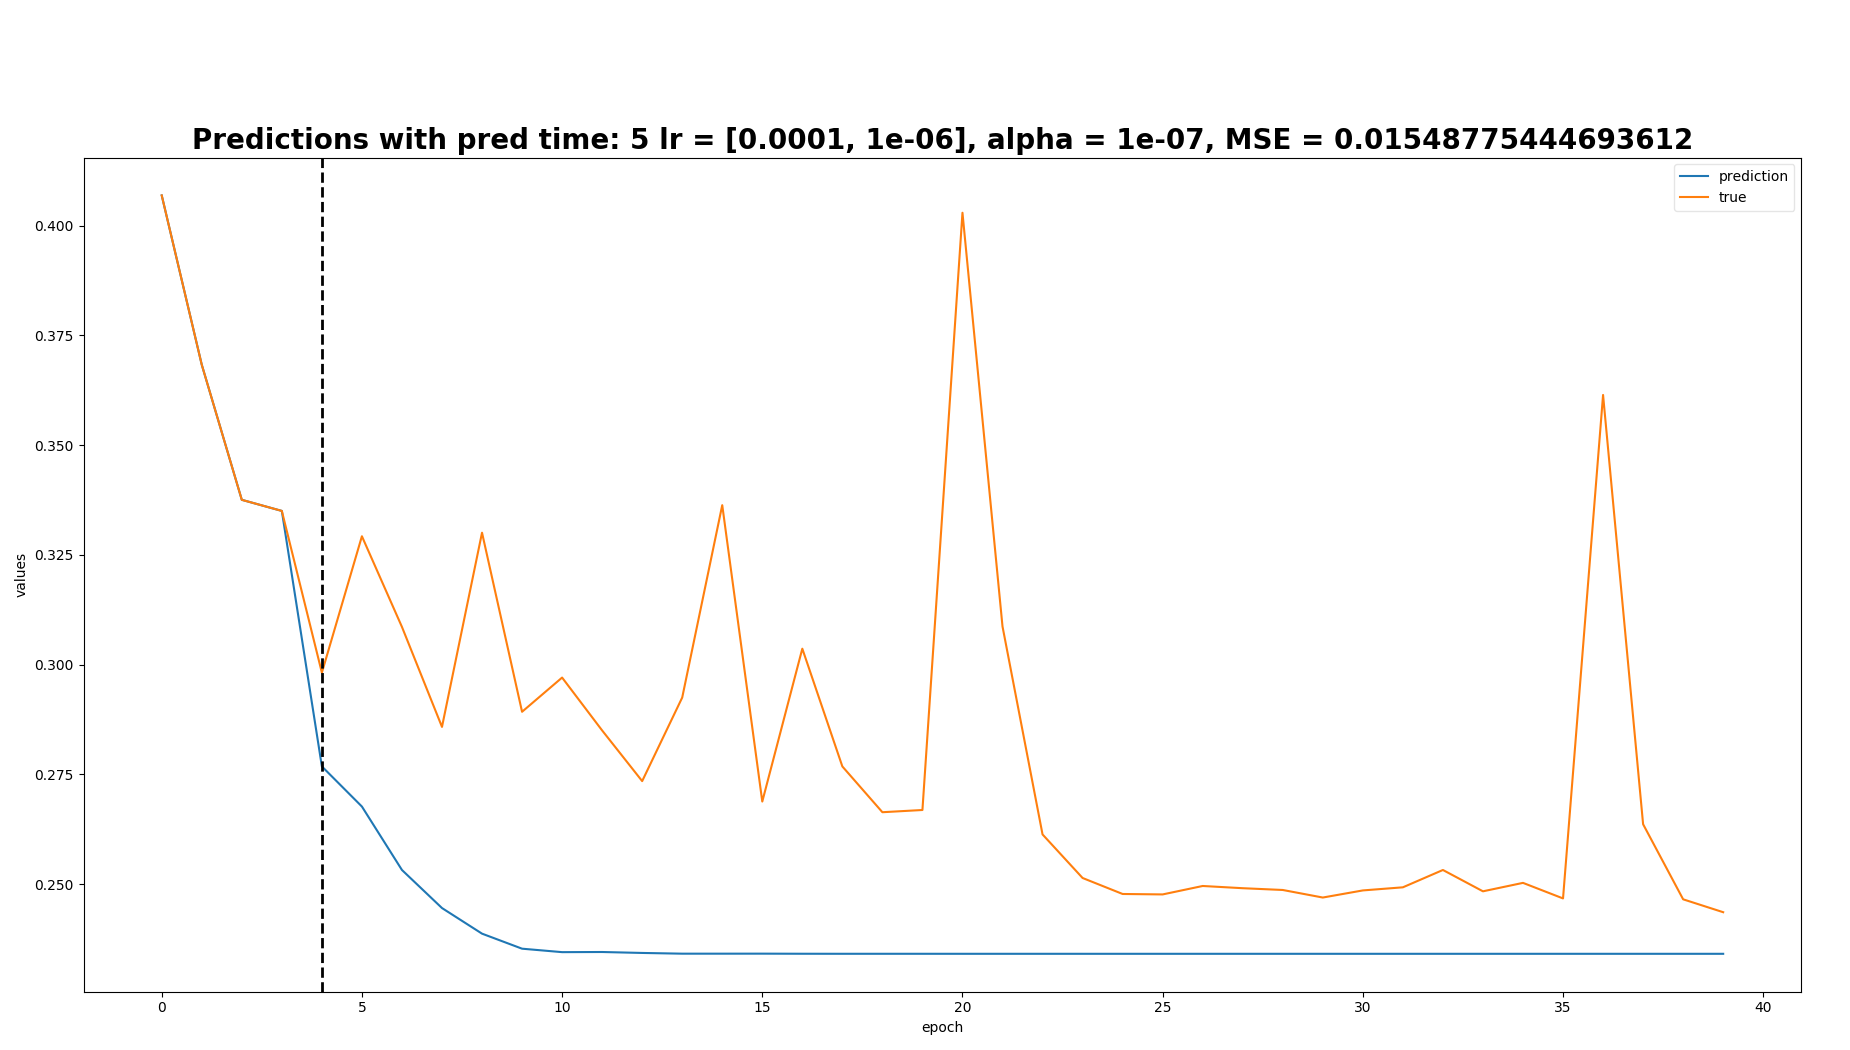 Predictions with pred time: 5 lr = [0.0001, 1e-06], alpha = 1e-07, MSE = 0.01548775444693612
prediction
true
0.400
0.375
0.350
0.325
0.300
0.275
0.250
values
0 5 10 15 20 25 30 35 40
epoch